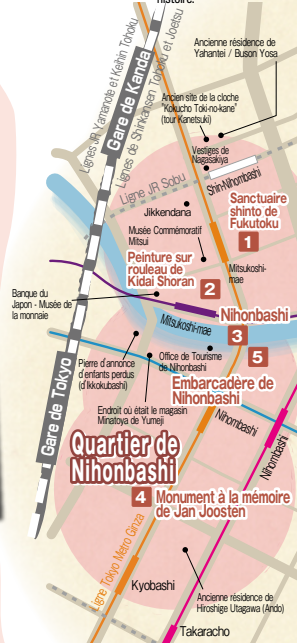 histoire.
Ancienne résidence de
Yahantei / Buson Yosa
Lignes JR Yamanote et Keihin Tohoku
Gare de Kanda
Lignes de Shinkansen Tohoku et Joetsu
Ancien site de la cloche
"Kokucho Toki-no-kane"
(tour Kanetsuki)
Vestiges de
Nagasakiya
Shin-Nihombashi
Ligne JR Sobu
Sanctuaire
shinto de
Fukutoku
1
Jikkendana
Musée Commémoratif
Mitsui
Mitsukoshi-
mae
Peinture sur
rouleau de
Kidai Shoran
2
Banque du
Japon - Musée de
la monnaie
Nihonbashi
3
Mitsukoshi-mae
5
Pierre d'annonce
d'enfants perdus
(d'Ikkokubashi)
Office de Tourisme
de Nihonbashi
Embarcadère de
Nihonbashi
Endroit où était le magasin
Minatoya de Yumeji
Gare de Tokyo
Nihombashi
Nihombashi
Quartier de
Nihonbashi
4
Monument à la mémoire
de Jan Joosten
Ligne Tokyo Metro Ginza
Kyobashi
Ancienne résidence de
Hiroshige Utagawa (Ando)
Takaracho